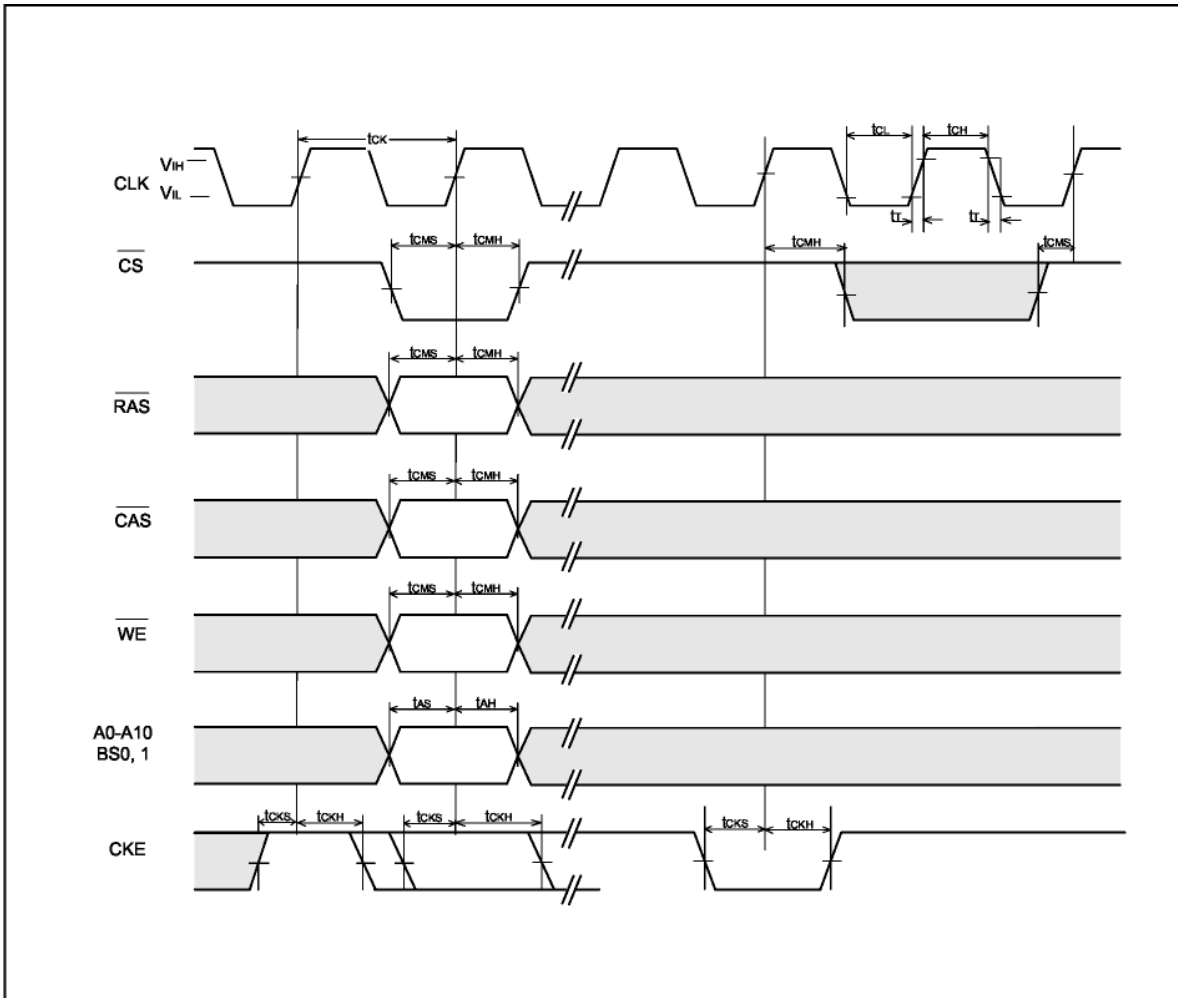 tCK
tCL
tCH
VIH
CLK
VIL
tT
tT
tCMS
tCMH
tCMH
tCMS
CS
tCMS
tCMH
RAS
tCMS
tCMH
CAS
tCMS
tCMH
WE
tAS
tAH
A0-A10
BS0, 1
tCKS
tCKH
tCKS
tCKH
tCKS
tCKH
CKE